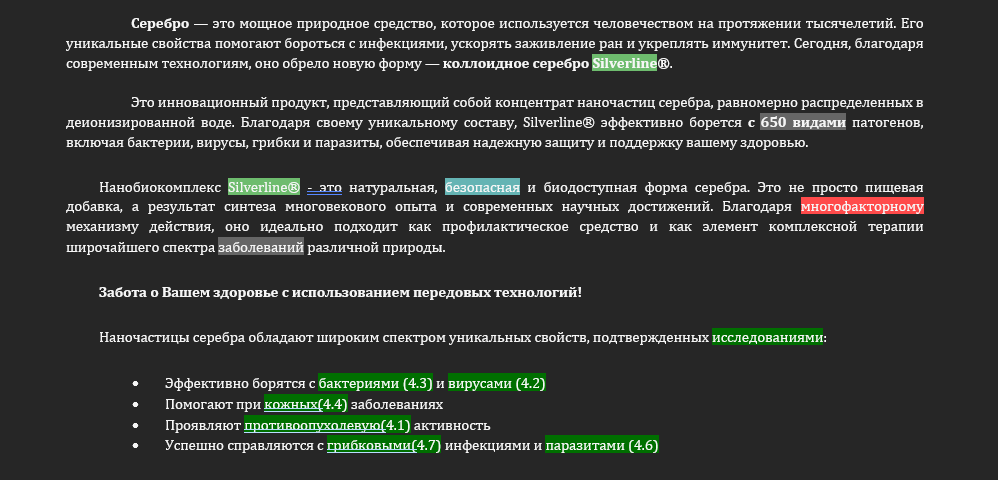 Серебро — это мощное природное средство, которое используется человечеством на протяжении тысячелетий. Его
уникальные свойства помогают бороться с инфекциями, ускорять заживление ран и укреплять иммунитет. Сегодня, благодаря
современным технологиям, оно обрело новую форму — коллоидное серебро Silverline®.
Это инновационный продукт, представляющий собой концентрат наночастиц серебра, равномерно распределенных в
деионизированной воде. Благодаря своему уникальному составу, Silverline® эффективно борется с 650 видами патогенов,
включая бактерии, вирусы, грибки и паразиты, обеспечивая надежную защиту и поддержку вашему здоровью.
Нанобиокомплекс Silverline® - это натуральная, безопасная и биодоступная форма серебра. Это не просто пищевая
добавка, а результат синтеза многовекового опыта и современных научных достижений. Благодаря многофакторному
механизму действия, оно идеально подходит как профилактическое средство и как элемент комплексной терапии
широчайшего спектра заболеваний различной природы.
Забота о Вашем здоровье с использованием передовых технологий!
Наночастицы серебра обладают широким спектром уникальных свойств, подтвержденных исследованиями:
• Эффективно борятся с бактериями (4.3) и вирусами (4.2)
• Помогают при кожных(4.4) заболеваниях
• Проявляют противоопухолевую(4.1) активность
• Успешно справляются с грибковыми(4.7) инфекциями и паразитами (4.6)